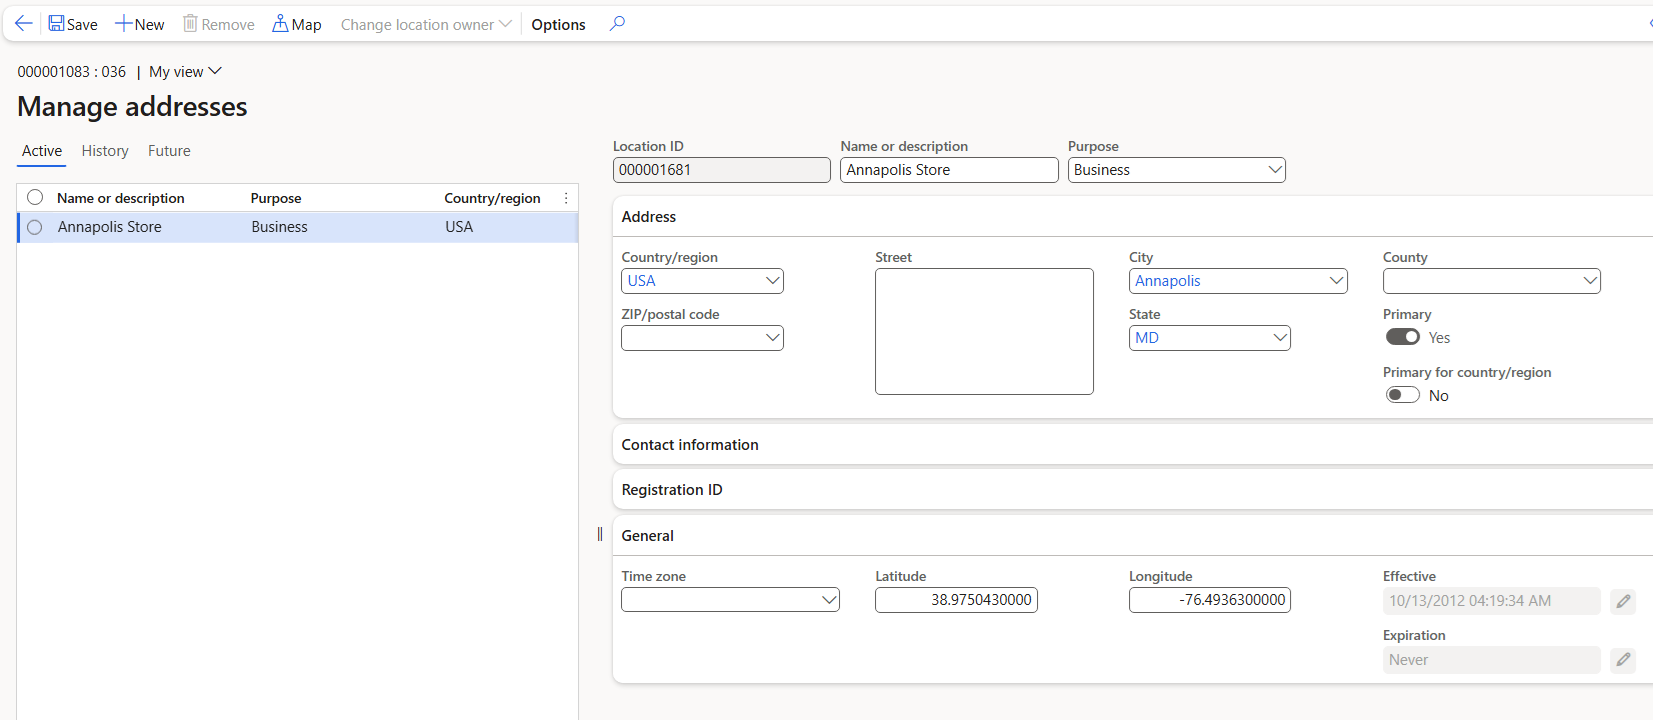 Save New Remove Map Change location owner Options
000001083 : 036 | My view
Manage addresses
Active History Future
Name or description Purpose Country/region
Annapolis Store Business USA
Location ID Name or description Purpose
000001681 Annapolis Store Business
Address
Country/region Street City County
USA Annapolis
ZIP/postal code State Primary
MD Yes
Primary for country/region
No
Contact information
Registration ID
General
Time zone Latitude Longitude Effective
38.9750430000 -76.4936300000 10/13/2012 04:19:34 AM
Expiration
Never